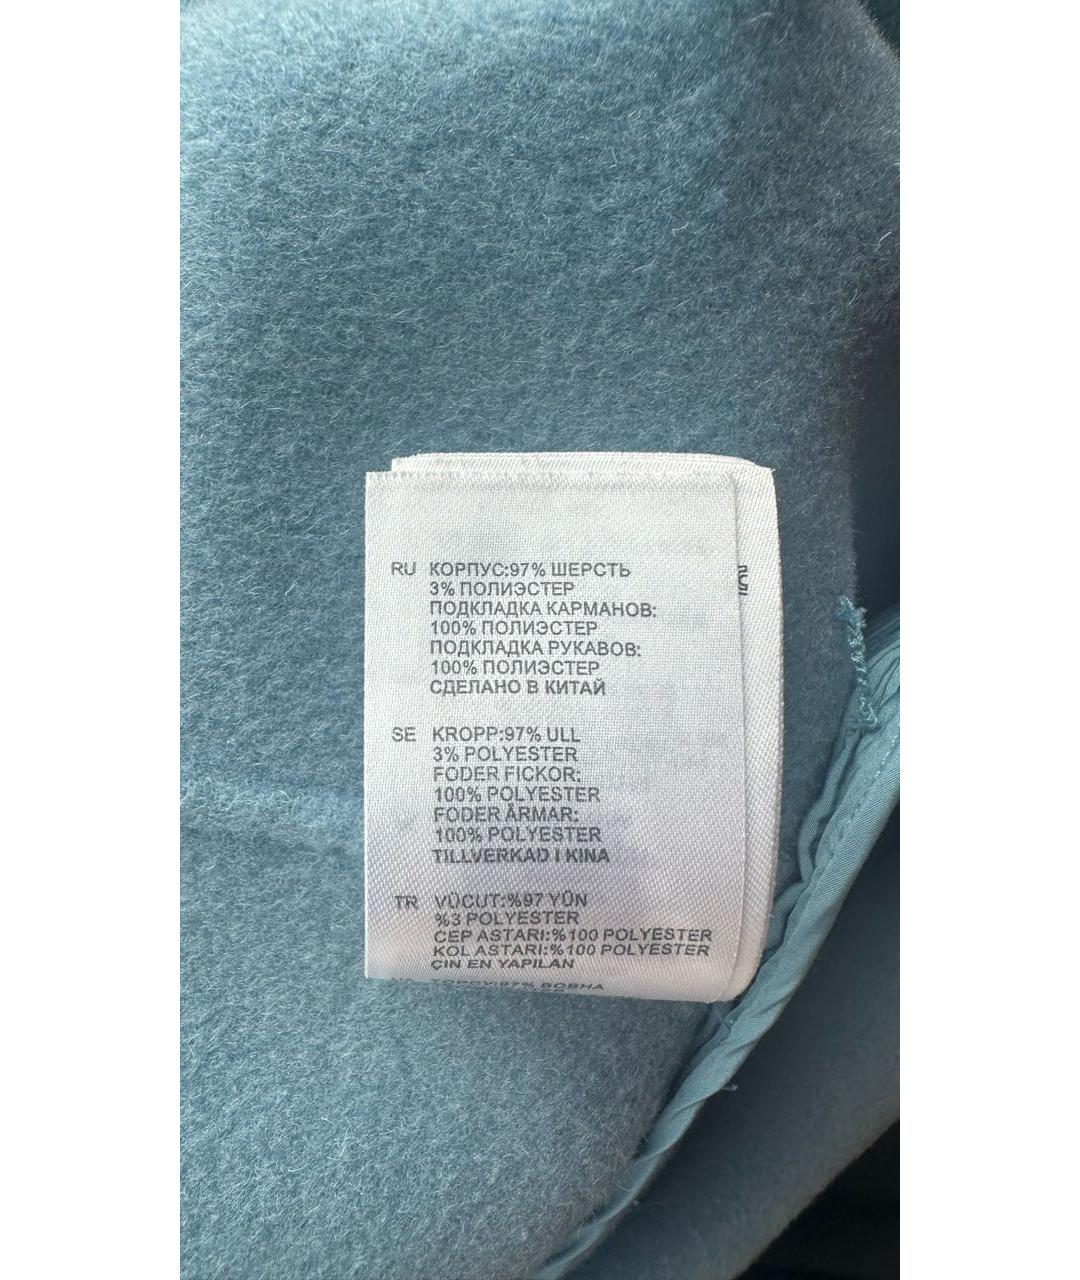 RU КОРПУС:97% ШЕРСТЬ
3% ПОЛИЭСТЕР
ПОДКЛАДКА КАРМАНОВ:
100% ПОЛИЭСТЕР
ПОДКЛАДКА РУКАВОВ:
100% ПОЛИЭСТЕР
СДЕЛАНО В КИТАЙ
SE KROPP:97% ULL
3% POLYESTER
FODER FICKOR:
100% POLYESTER
FODER ÄRMAR:
100% POLYESTER
TILLVERKAD I KINA
TR VÜCUT:%97 YÜN
%3 POLYESTER
CEP ASTARI:%100 POLYESTER
KOL ASTARI:%100 POLYESTER
ÇIN EN YAPILAN
97% ВОВНА